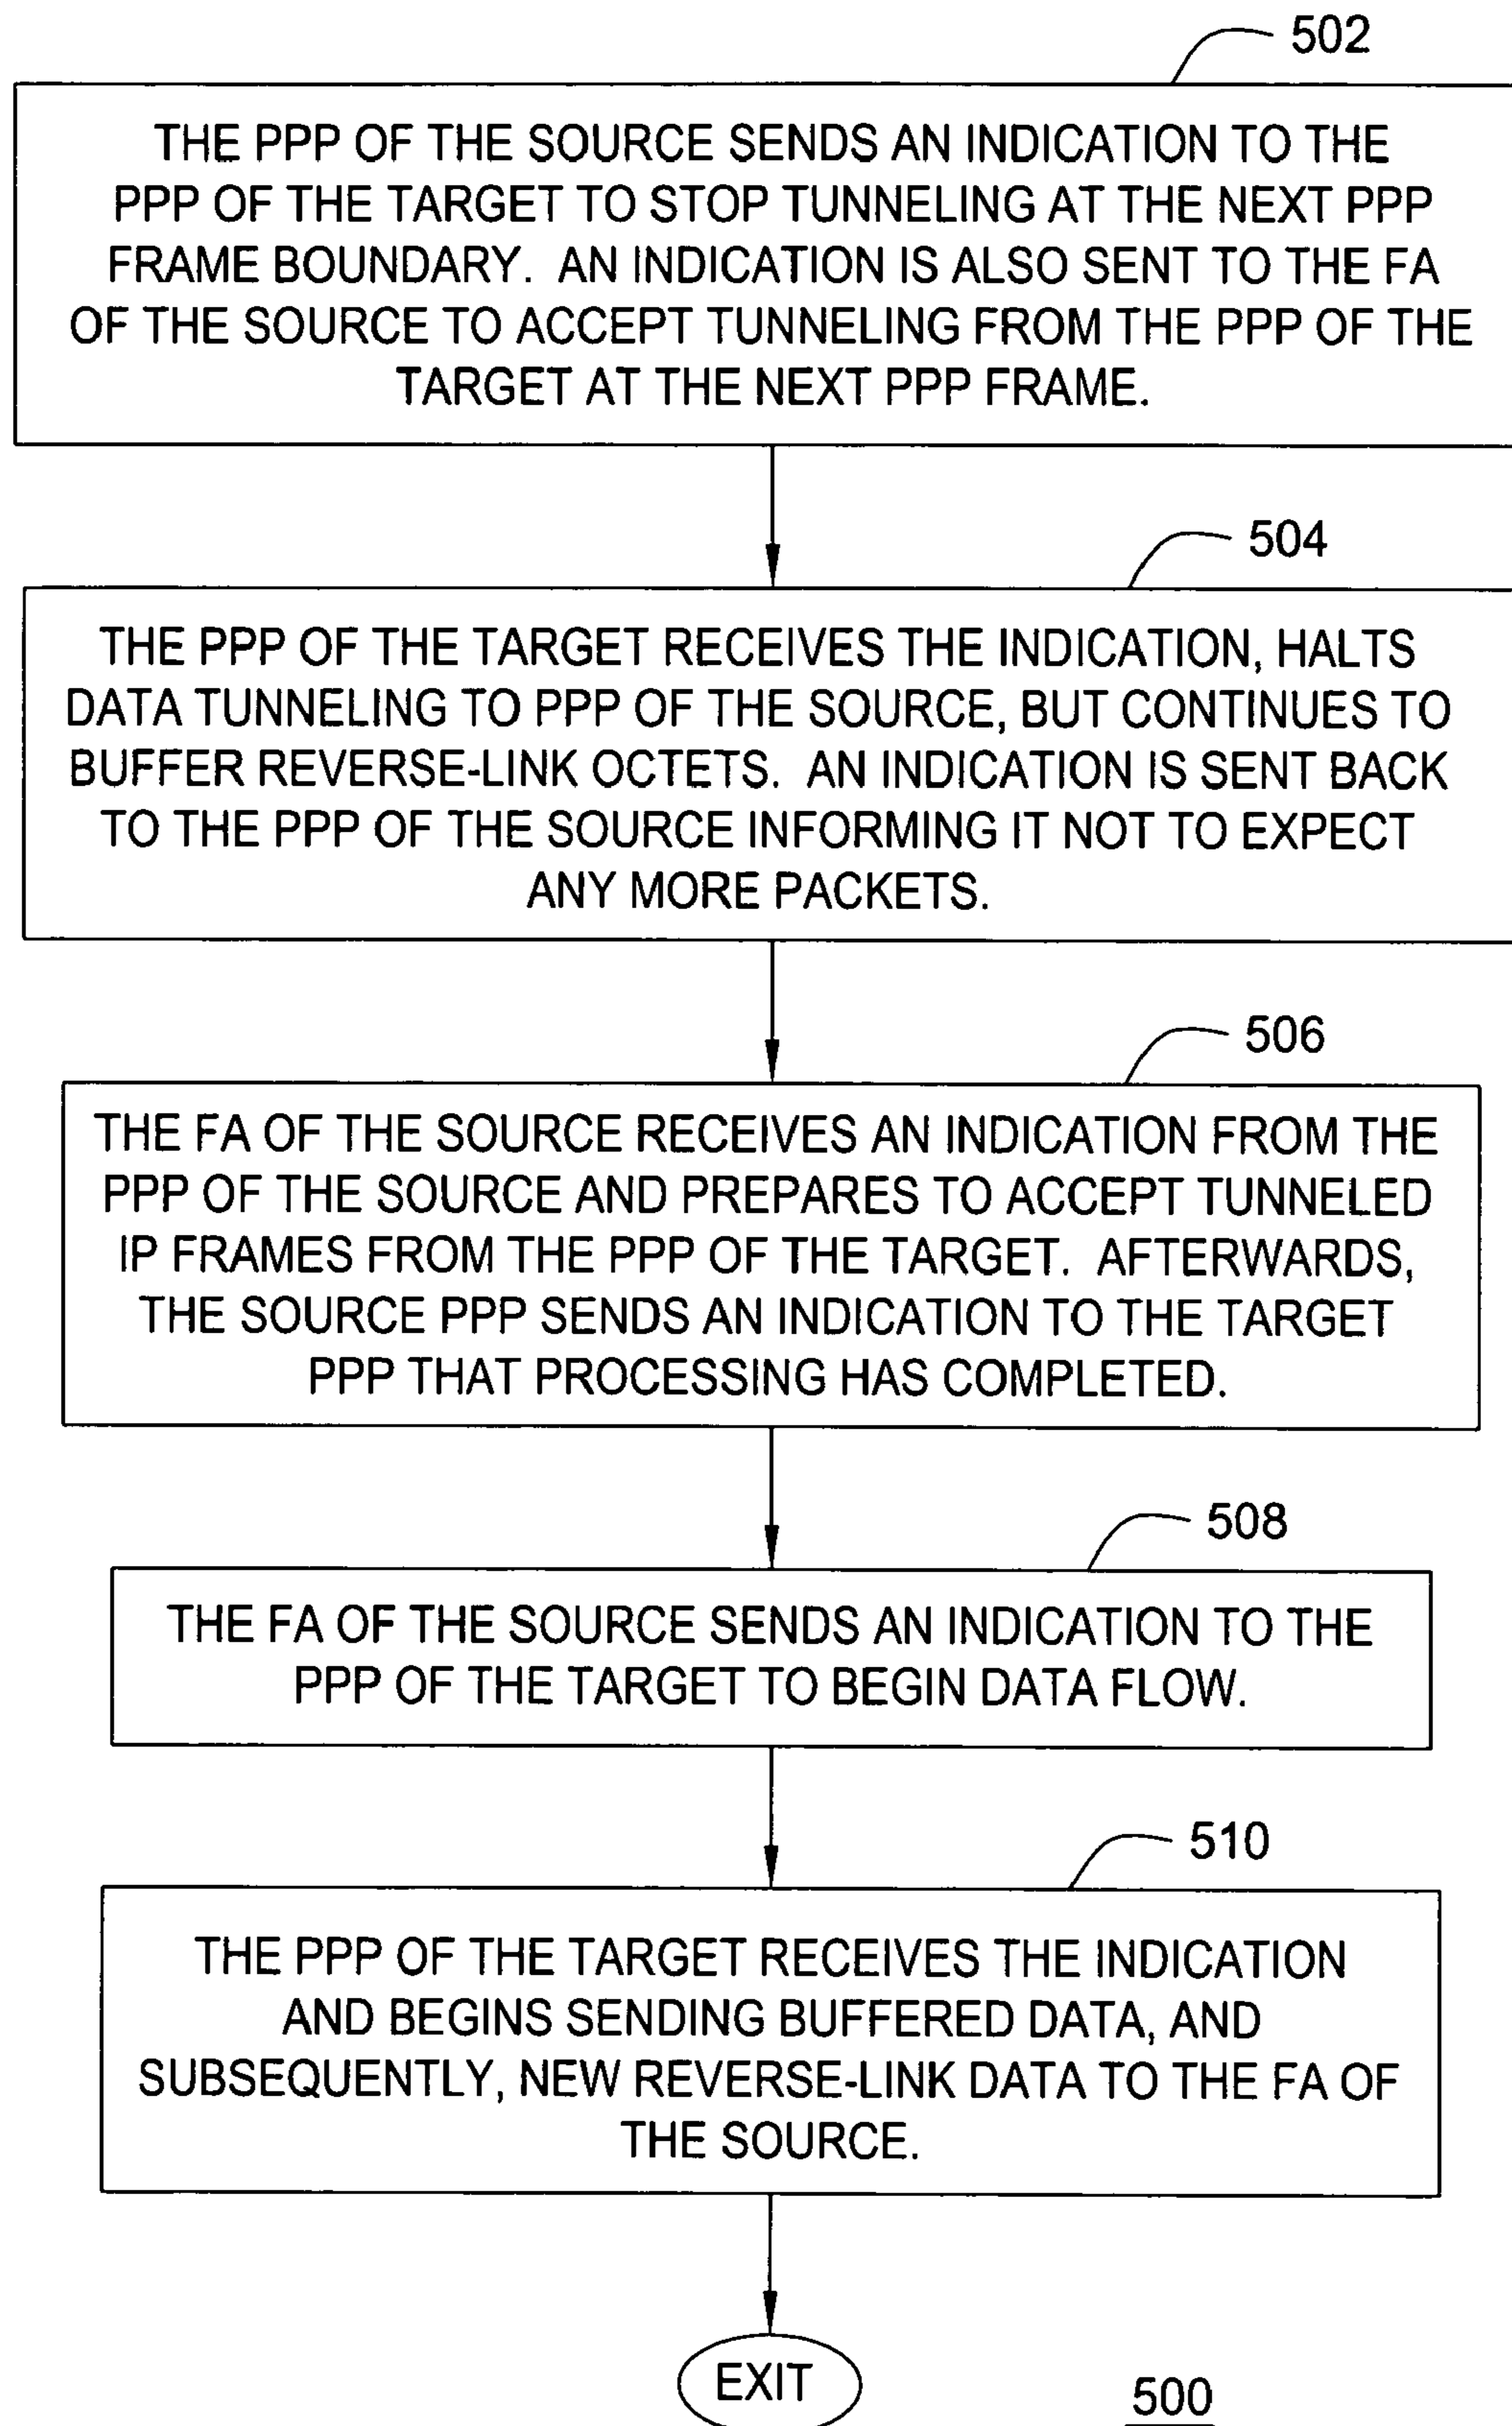 502
THE PPP OF THE SOURCE SENDS AN INDICATION TO THE
PPP OF THE TARGET TO STOP TUNNELING AT THE NEXT PPP
FRAME BOUNDARY. AN INDICATION IS ALSO SENT TO THE FA
OF THE SOURCE TO ACCEPT TUNNELING FROM THE PPP OF THE
TARGET AT THE NEXT PPP FRAME.
504
THE PPP OF THE TARGET RECEIVES THE INDICATION, HALTS
DATA TUNNELING TO PPP OF THE SOURCE, BUT CONTINUES TO
BUFFER REVERSE-LINK OCTETS. AN INDICATION IS SENT BACK
TO THE PPP OF THE SOURCE INFORMING IT NOT TO EXPECT
ANY MORE PACKETS.
506
THE FA OF THE SOURCE RECEIVES AN INDICATION FROM THE
PPP OF THE SOURCE AND PREPARES TO ACCEPT TUNNELED
IP FRAMES FROM THE PPP OF THE TARGET. AFTERWARDS,
THE SOURCE PPP SENDS AN INDICATION TO THE TARGET
PPP THAT PROCESSING HAS COMPLETED.
508
THE FA OF THE SOURCE SENDS AN INDICATION TO THE
PPP OF THE TARGET TO BEGIN DATA FLOW.
510
THE PPP OF THE TARGET RECEIVES THE INDICATION
AND BEGINS SENDING BUFFERED DATA, AND
SUBSEQUENTLY, NEW REVERSE-LINK DATA TO THE FA OF
THE SOURCE.
EXIT
500